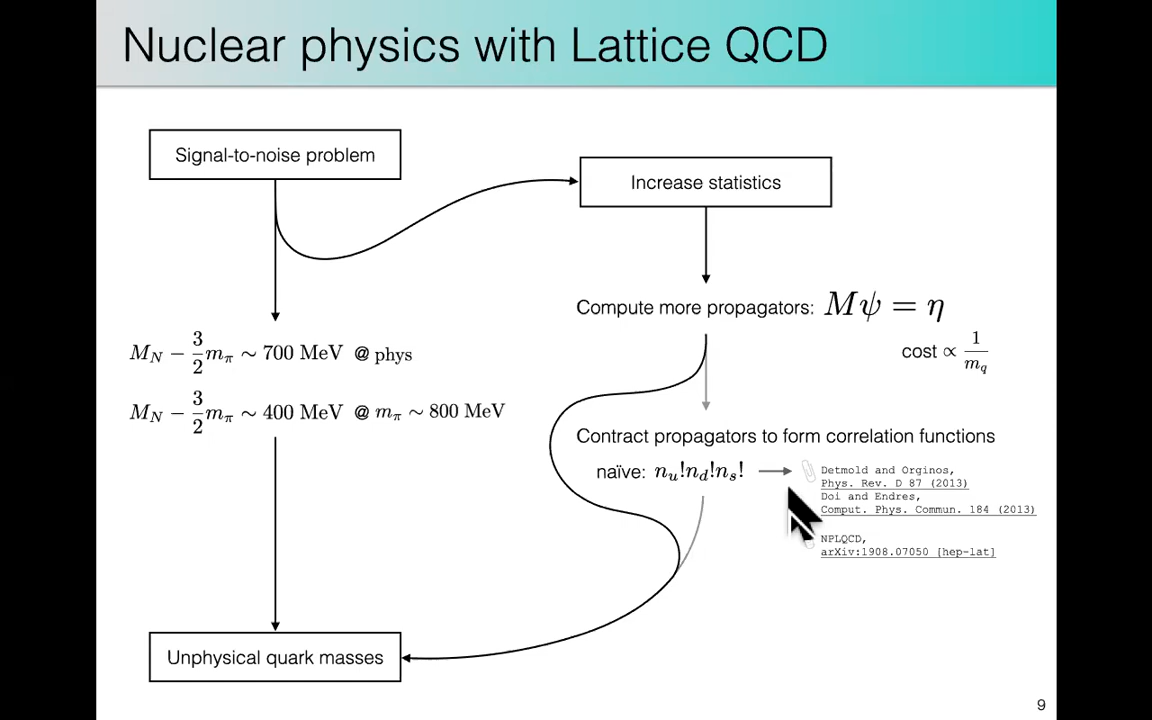 Nuclear physics with Lattice QCD
Signal-to-noise problem
Increase statistics
Compute more propagators: Mψ = η
cost ∝ 1/m_q
M_N − 3/2 m_π ∼ 700 MeV @ phys
M_N − 3/2 m_π ∼ 400 MeV @ m_π ∼ 800 MeV
Contract propagators to form correlation functions
naïve: n_u!n_d!n_s!
Detmold and Orginos,
Phys. Rev. D 87 (2013)
Doi and Endres,
Comput. Phys. Commun. 184 (2013)
NPLQCD,
arXiv:1908.07050 [hep-lat]
Unphysical quark masses
9